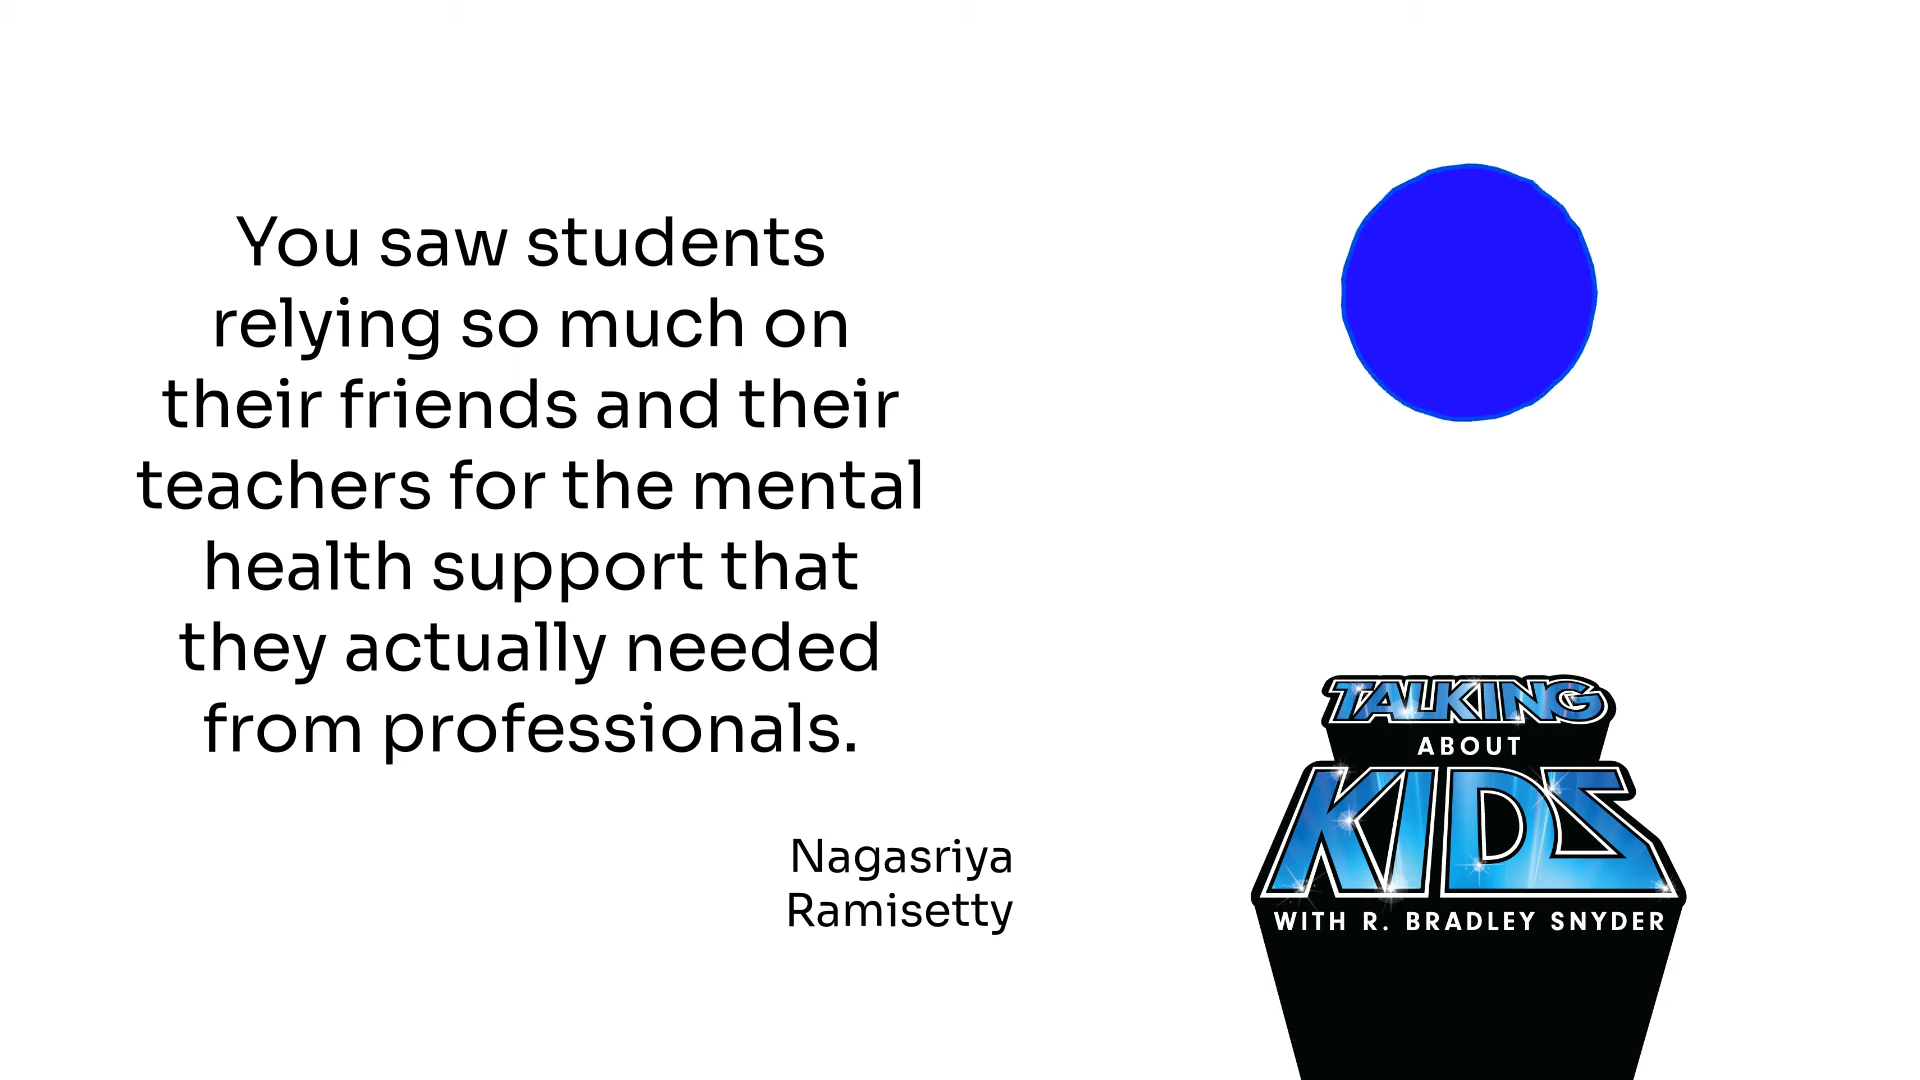 You saw students
relying so much on
their friends and their
teachers for the mental
health support that
they actually needed
from professionals.
Nagasriya
Ramisetty
TALKING
ABOUT
KIDS
WITH R. BRADLEY SNYDER